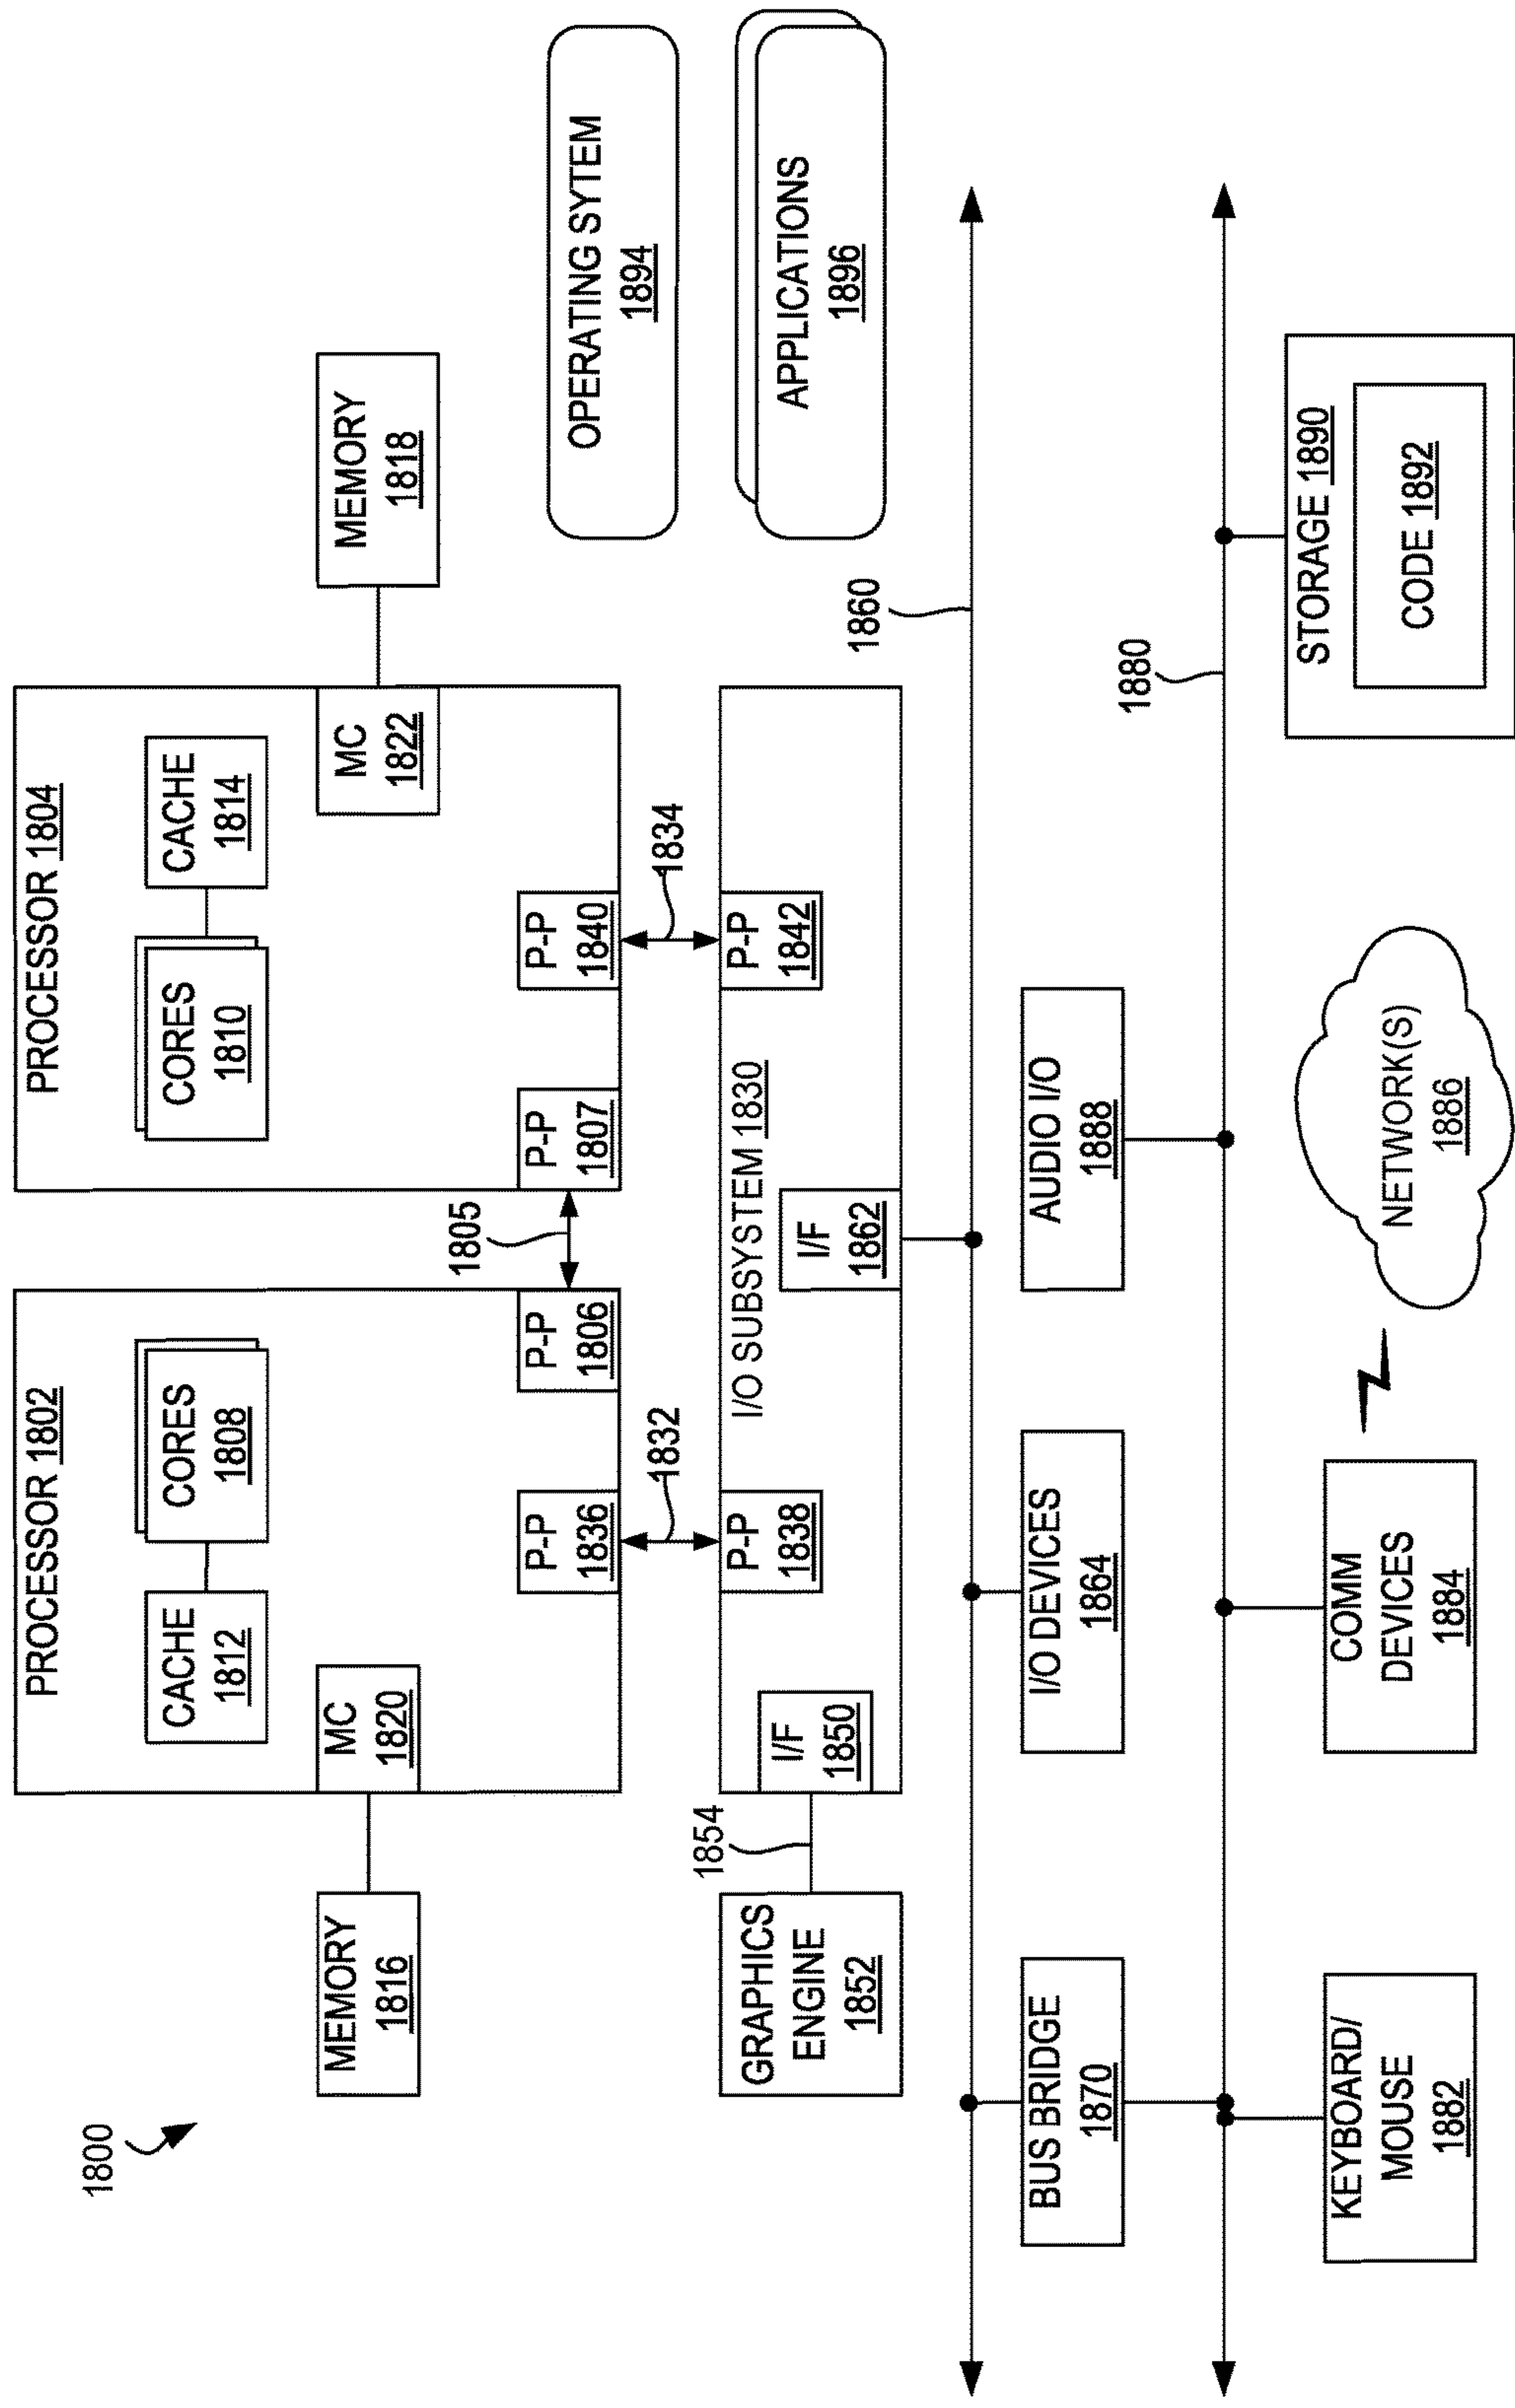 1800
PROCESSOR 1802
CACHE
1812
CORES
1808
MC
1820
P-P
1836
P-P
1806
MEMORY
1816
1805
PROCESSOR 1804
CORES
1810
CACHE
1814
MC
1822
P-P
1807
P-P
1840
MEMORY
1818
1832
1834
OPERATING SYTEM
1894
APPLICATIONS
1896
GRAPHICS
ENGINE
1852
1854
I/F
1850
P-P
1838
I/O SUBSYSTEM 1830
I/F
1862
P-P
1842
1860
BUS BRIDGE
1870
I/O DEVICES
1864
AUDIO I/O
1888
1880
KEYBOARD/
MOUSE
1882
COMM
DEVICES
1884
NETWORK(S)
1886
STORAGE 1890
CODE 1892